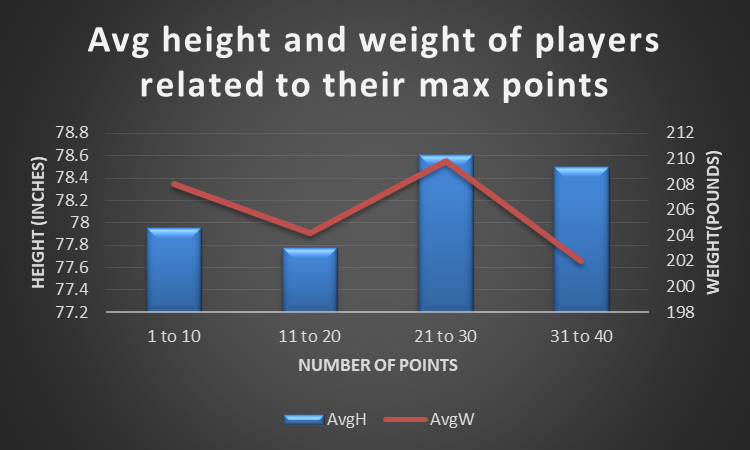 Avg height and weight of players
related to their max points
HEIGHT (INCHES)
78.8
78.6
78.4
78.2
78
77.8
77.6
77.4
77.2
212
210
208
206
204
202
200
198
WEIGHT(POUNDS)
1 to 10 11 to 20 21 to 30 31 to 40
NUMBER OF POINTS
AvgH AvgW